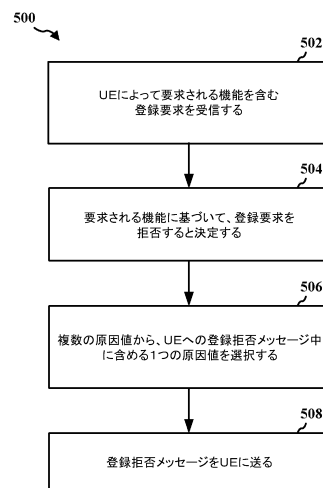 500
502
UEによって要求される機能を含む
登録要求を受信する
504
要求される機能に基づいて、登録要求を
拒否すると決定する
506
複数の原因値から、UEへの登録拒否メッセージ中
に含める1つの原因値を選択する
508
登録拒否メッセージをUEに送る